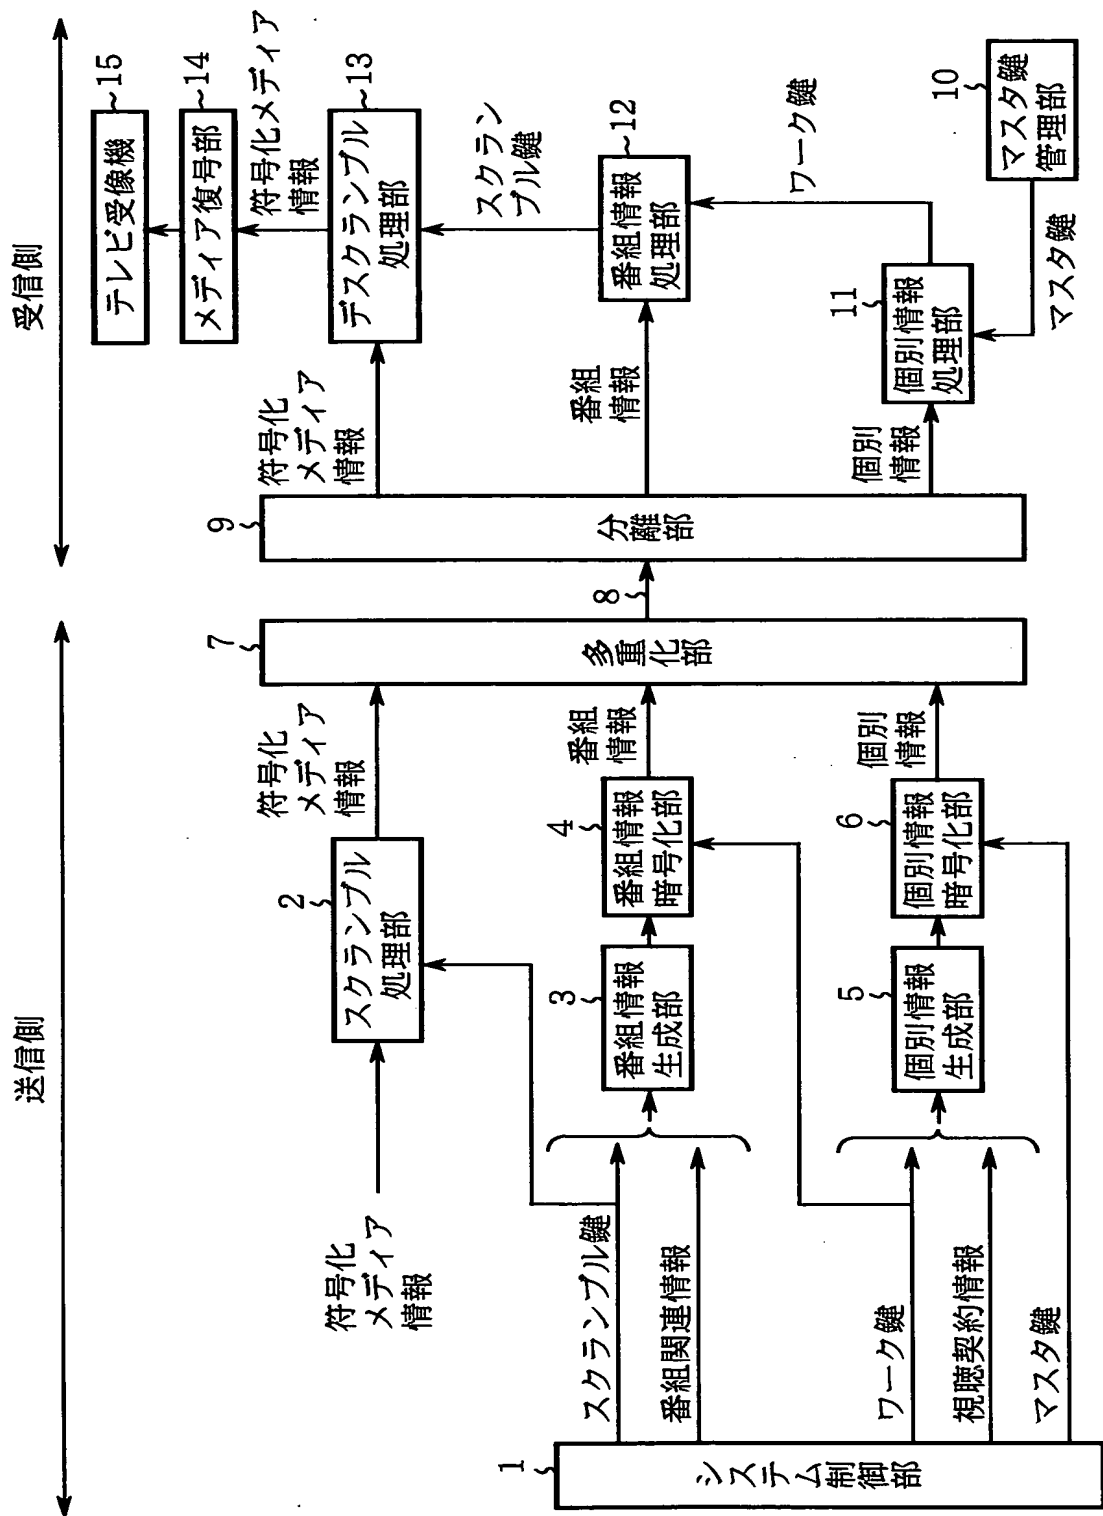 送信側
受信側
1
システム制御部
スクランブル鍵
番組関連情報
ワーク鍵
視聴契約情報
マスタ鍵
符号化
メディア
情報
2
スクランブル
処理部
3
番組情報
生成部
4
番組情報
暗号化部
5
個別情報
生成部
6
個別情報
暗号化部
符号化
メディア
情報
番組
情報
個別
情報
7
多重化部
8
9
分離部
符号化
メディア
情報
番組
情報
個別
情報
10
マスタ鍵
管理部
マスタ鍵
11
個別情報
処理部
ワーク鍵
12
番組情報
処理部
スクラン
ブル鍵
13
デスクランブル
処理部
符号化メディア
情報
14
メディア復号部
15
テレビ受像機